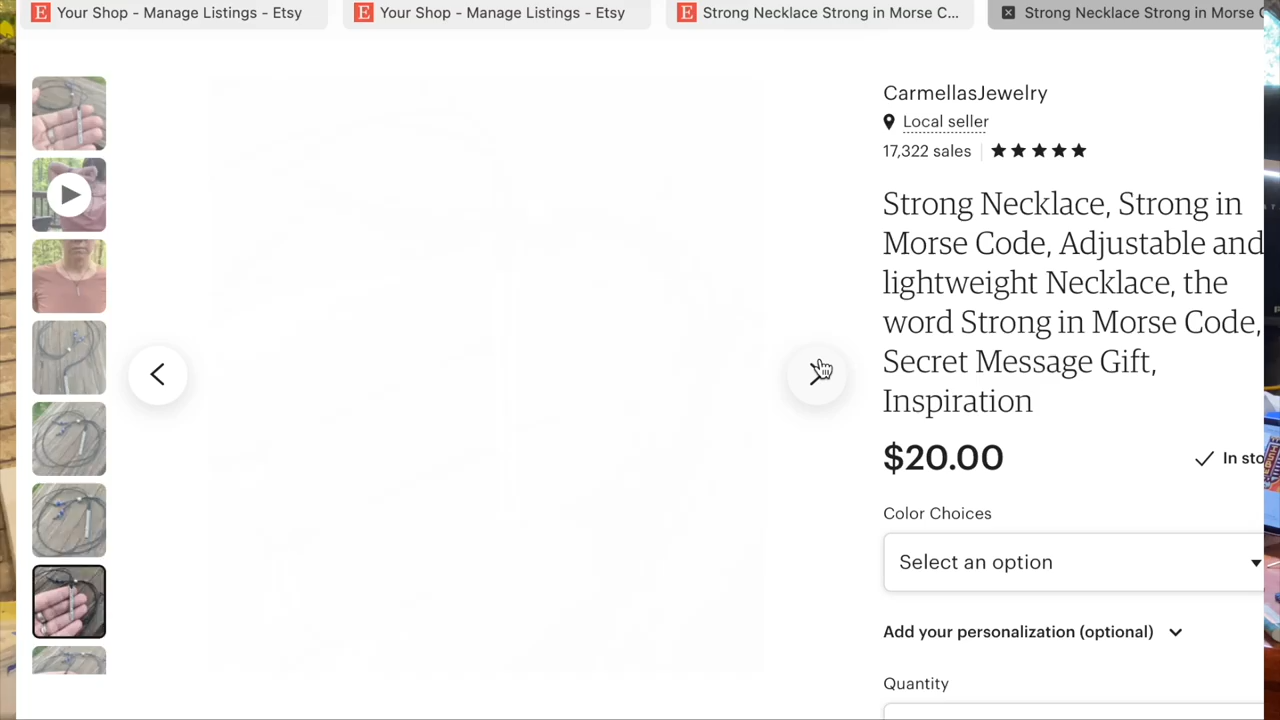 Your Shop - Manage Listings - Etsy
Your Shop - Manage Listings - Etsy
Strong Necklace Strong in Morse C...
Strong Necklace Strong in Morse
CarmellasJewelry
Local seller
17,322 sales
Strong Necklace, Strong in
Morse Code, Adjustable and
lightweight Necklace, the
word Strong in Morse Code,
Secret Message Gift,
Inspiration
$20.00
In sto
Color Choices
Select an option
Add your personalization (optional)
Quantity